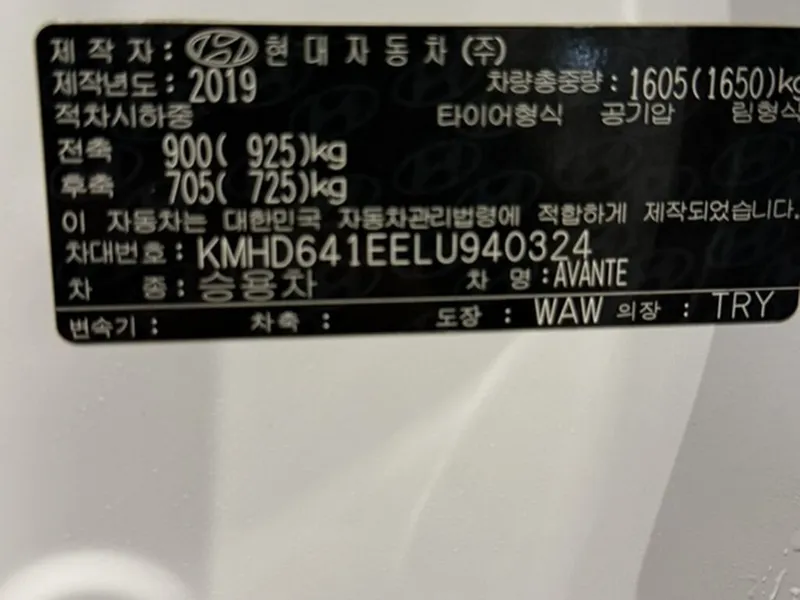 제 작 자 : 현 대 자 동 차 (주)
제작년도 : 2019 차량총중량 : 1605(1650)kg
적차시하중 타이어형식 공기압 림형식
전축 900( 925)kg
후축 705( 725)kg
이 자동차는 대한민국 자동차관리법령에 적합하게 제작되었습니다.
차대번호 : KMHD641EELU940324
차 종 : 승용차 차 명 : AVANTE
변속기 : 차축 : 도장 : WAW 의장 : TRY